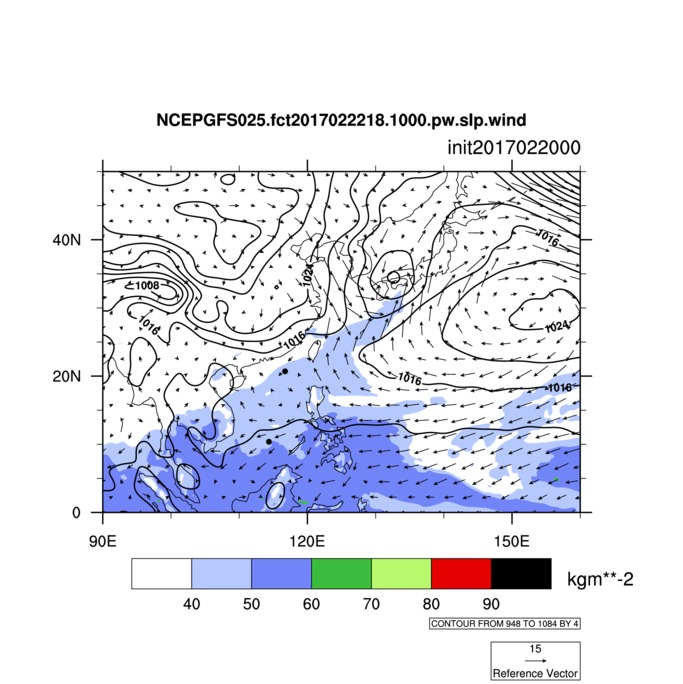 NCEPGFS025.fct2017022218.1000.pw.slp.wind
init2017022000
40N
20N
0
1016
1024
1008
1016
1016
1024
1016
1016
90E
120E
150E
40
50
60
70
80
90
kgm**-2
CONTOUR FROM 948 TO 1084 BY 4
15
Reference Vector